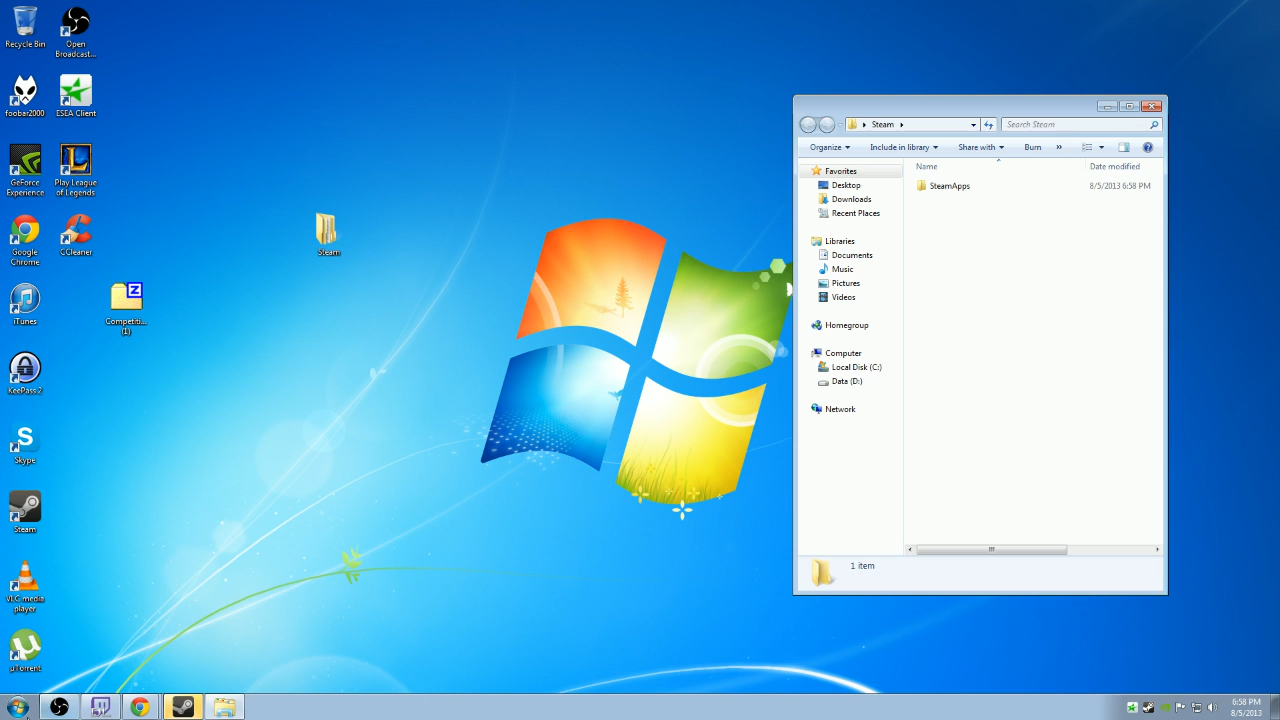 Recycle Bin
Open
Broadcast...
foobar2000
ESEA Client
GeForce
Experience
Play League
of Legends
Google
Chrome
CCleaner
Steam
iTunes
Z
Competiti...
(1)
KeePass 2
S
Skype
Steam
VLC media
player
uTorrent
Steam
Search Steam
Organize
Include in library
Share with
Burn
»
Name
Date modified
Favorites
Desktop
Downloads
Recent Places
Libraries
Documents
Music
Pictures
Videos
Homegroup
Computer
Local Disk (C:)
Data (D:)
Network
SteamApps
8/5/2013 6:58 PM
1 item
6:58 PM
8/5/2013